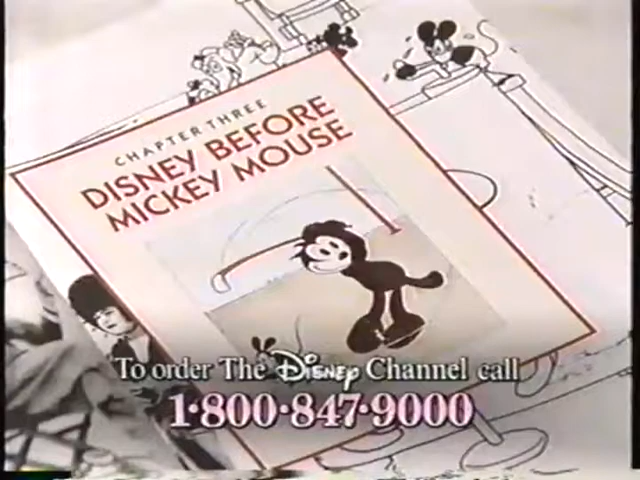 CHAPTER THREE
DISNEY BEFORE
MICKEY MOUSE
To order The Disney Channel call
1·800·847·9000